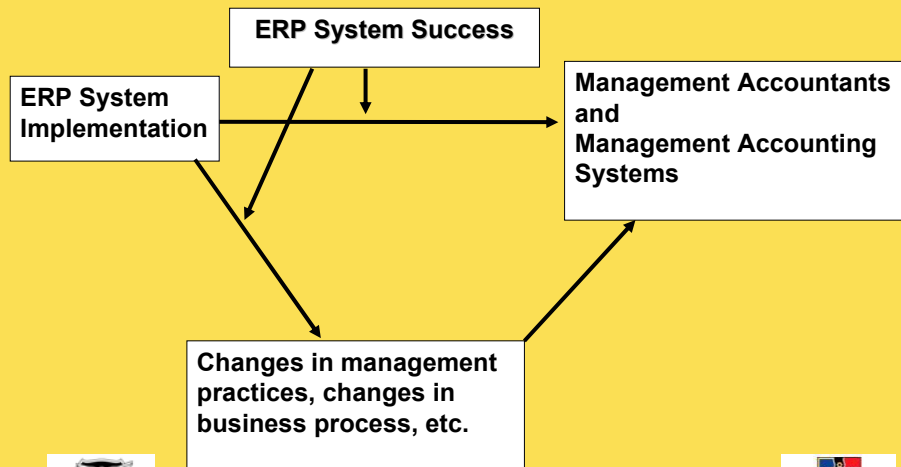 ERP System Success
ERP System
Implementation
Management Accountants
and
Management Accounting
Systems
Changes in management
practices, changes in
business process, etc.